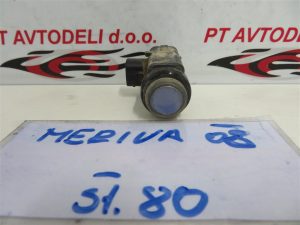 PT AVTODELI d.o.o.
PT AVTODELI d.o.o.
MERIVA 08
št. 80